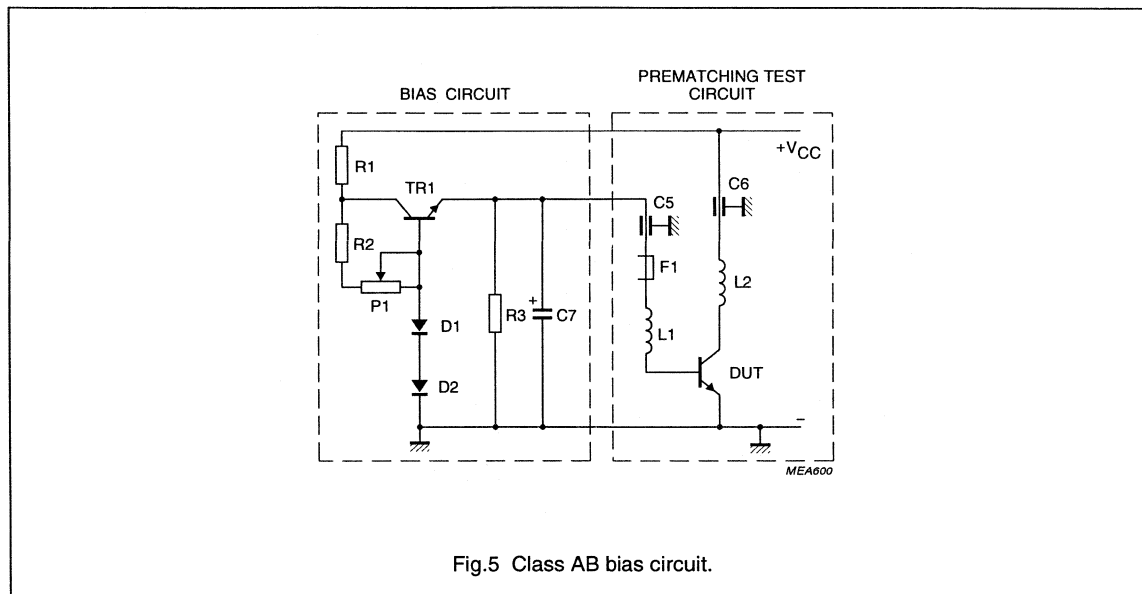 BIAS CIRCUIT
PREMATCHING TEST
CIRCUIT
+VCC
R1
TR1
C5
C6
R2
F1
L2
P1
D1
R3
+
C7
L1
D2
DUT
–
MEA600
Fig.5 Class AB bias circuit.